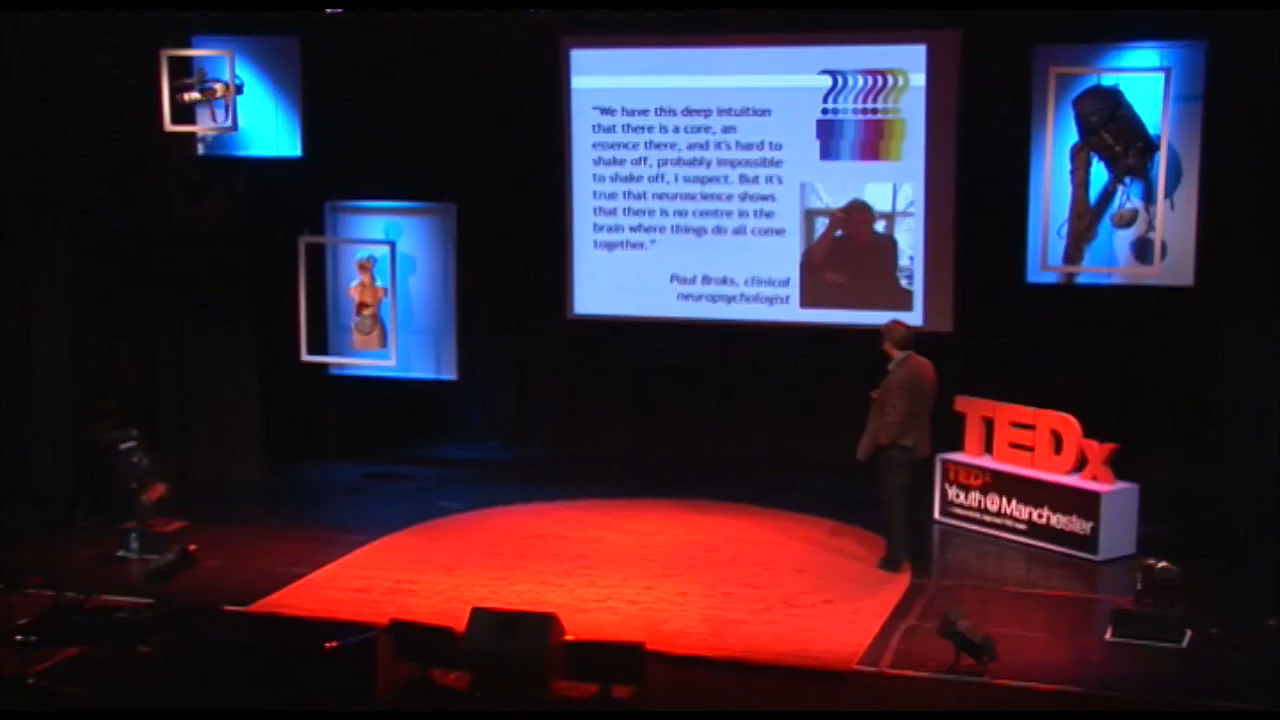 "We have this deep intuition
that there is a core, an
essence there, and it's hard to
shake off, probably impossible
to shake off, I suspect. But it's
true that neuroscience shows
that there is no centre in the
brain where things do all come
together."
Paul Broks, clinical
neuropsychologist
TEDx
TEDx
Youth@Manchester